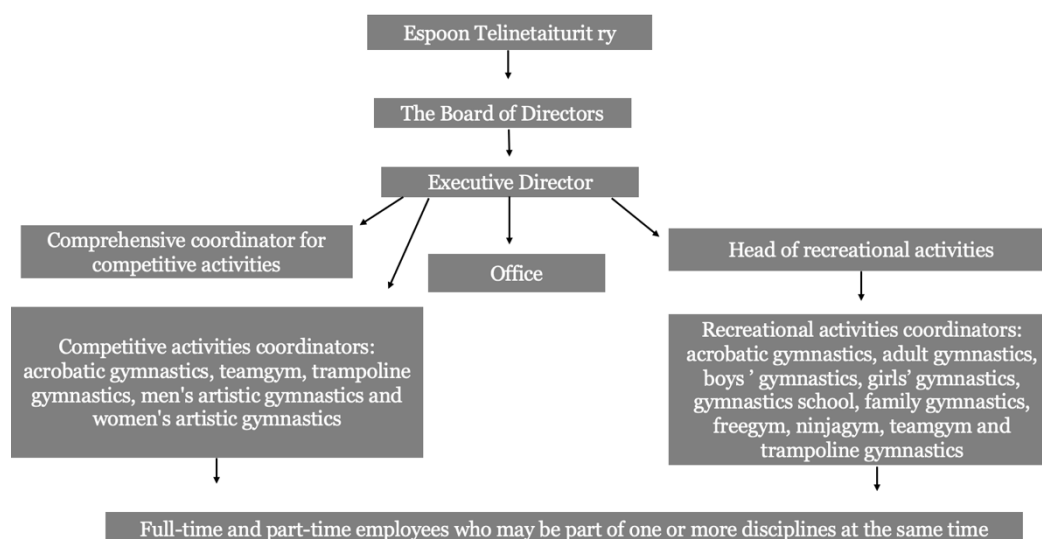 Espoon Telinetaiturit ry
The Board of Directors
Executive Director
Comprehensive coordinator for
competitive activities
Office
Head of recreational activities
Competitive activities coordinators:
acrobatic gymnastics, teamgym, trampoline
gymnastics, men's artistic gymnastics and
women's artistic gymnastics
Recreational activities coordinators:
acrobatic gymnastics, adult gymnastics,
boys ’ gymnastics, girls’ gymnastics,
gymnastics school, family gymnastics,
freegym, ninjagym, teamgym and
trampoline gymnastics
Full-time and part-time employees who may be part of one or more disciplines at the same time